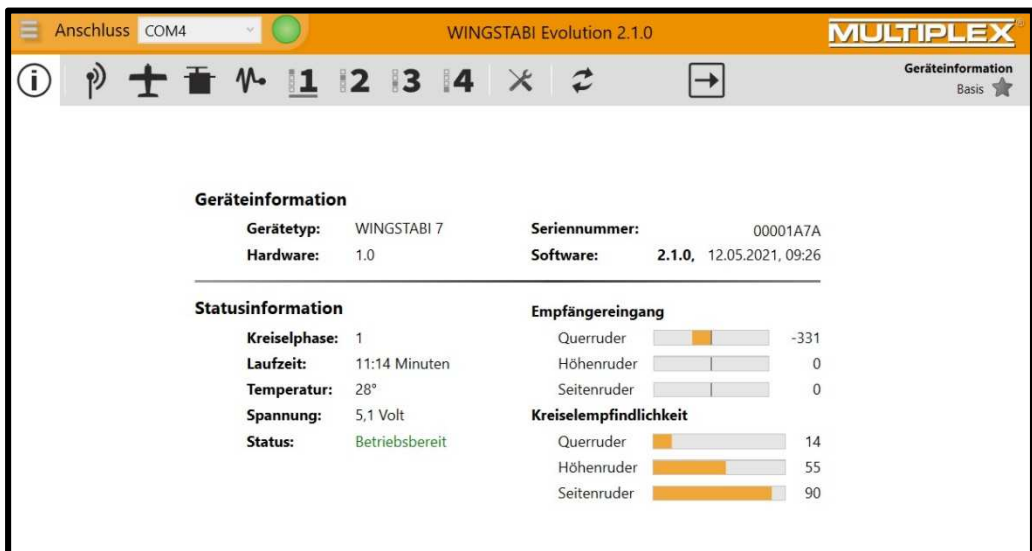 Anschluss COM4 WINGSTABI Evolution 2.1.0 MULTIPLEX®
1 2 3 4 Geräteinformation
Basis
Geräteinformation
Gerätetyp: WINGSTABI 7 Seriennummer: 00001A7A
Hardware: 1.0 Software: 2.1.0, 12.05.2021, 09:26
Statusinformation Empfängereingang
Kreiselphase: 1 Querruder -331
Laufzeit: 11:14 Minuten Höhenruder 0
Temperatur: 28° Seitenruder 0
Spannung: 5,1 Volt Kreiselempfindlichkeit
Status: Betriebsbereit Querruder 14
Höhenruder 55
Seitenruder 90